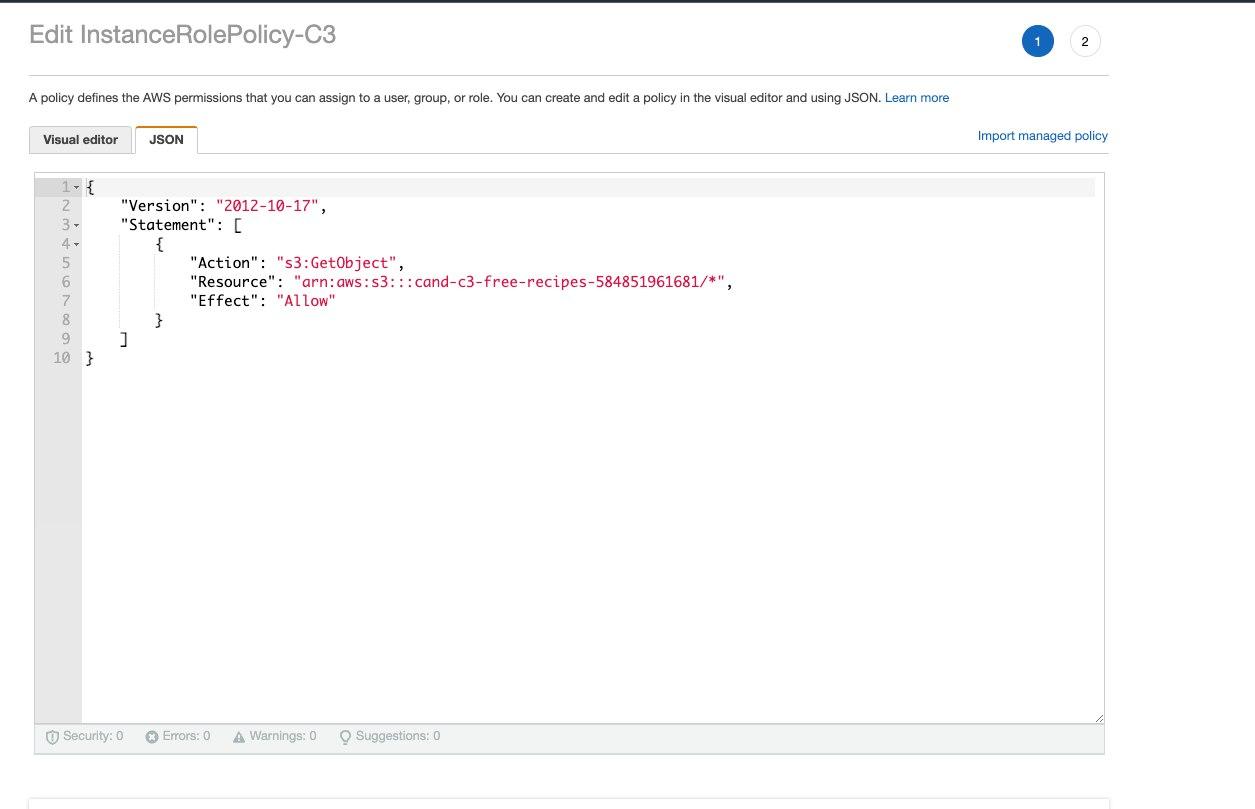 Edit InstanceRolePolicy-C3
1
2
A policy defines the AWS permissions that you can assign to a user, group, or role. You can create and edit a policy in the visual editor and using JSON. Learn more
Visual editor
JSON
Import managed policy
1 {
2     "Version": "2012-10-17",
3     "Statement": [
4         {
5             "Action": "s3:GetObject",
6             "Resource": "arn:aws:s3:::cand-c3-free-recipes-584851961681/*",
7             "Effect": "Allow"
8         }
9     ]
10 }
Security: 0 Errors: 0 Warnings: 0 Suggestions: 0